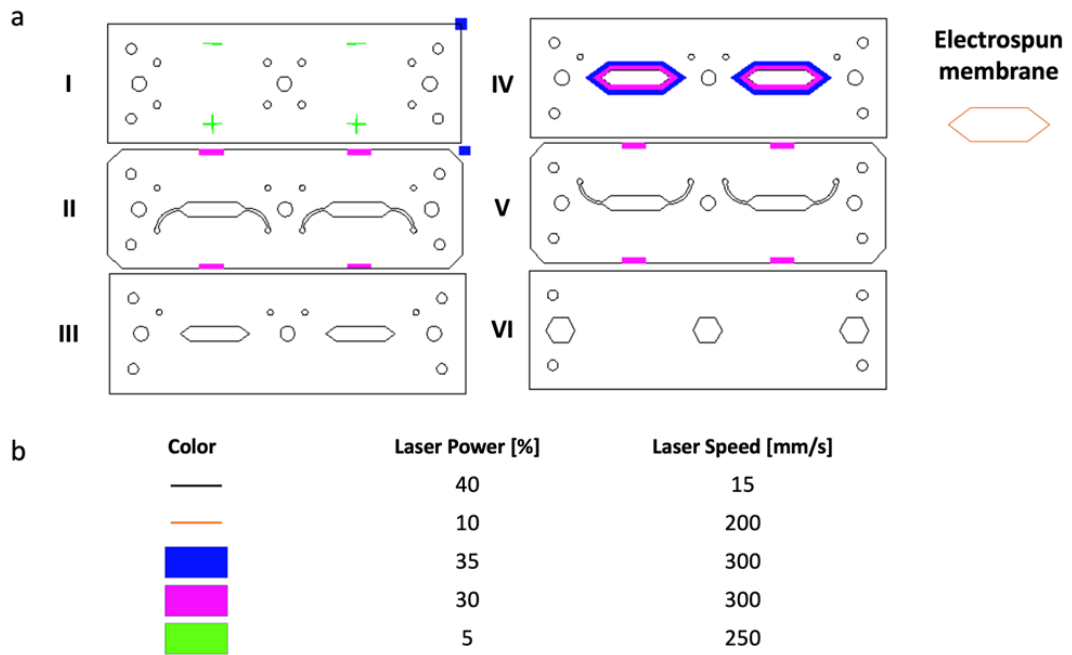 a
I
II
III
IV
V
VI
Electrospun
membrane
b
Color Laser Power [%] Laser Speed [mm/s]
40 15
10 200
35 300
30 300
5 250